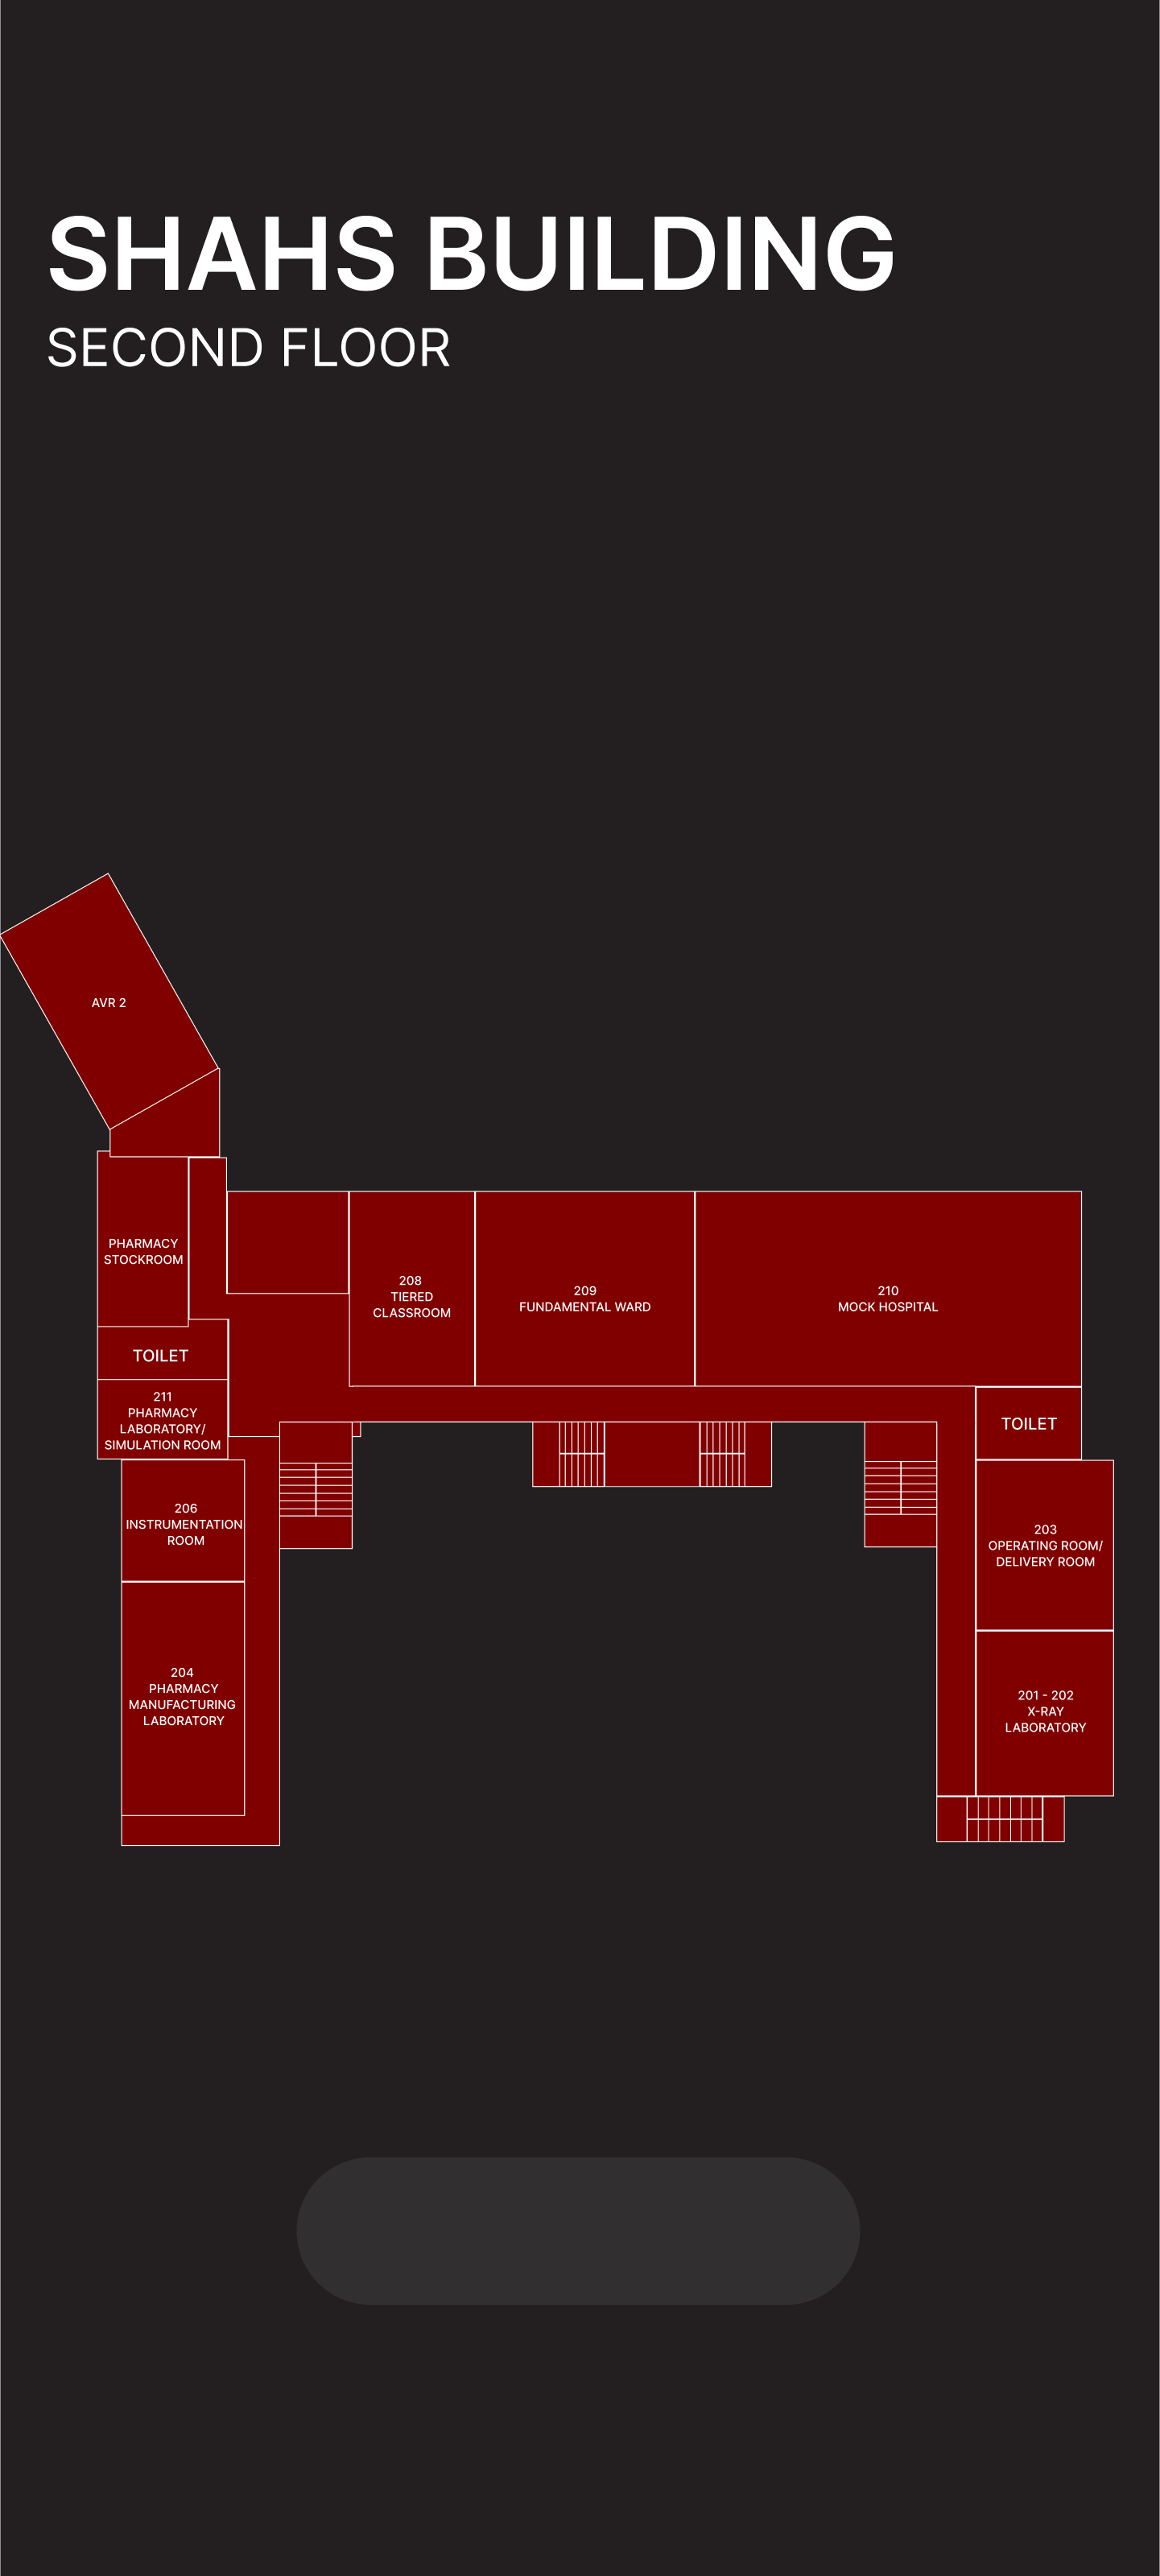 SHAHS BUILDING
SECOND FLOOR
AVR 2
PHARMACY
STOCKROOM
TOILET
211
PHARMACY
LABORATORY/
SIMULATION ROOM
206
INSTRUMENTATION
ROOM
204
PHARMACY
MANUFACTURING
LABORATORY
208
TIERED
CLASSROOM
209
FUNDAMENTAL WARD
210
MOCK HOSPITAL
TOILET
203
OPERATING ROOM/
DELIVERY ROOM
201 - 202
X-RAY
LABORATORY